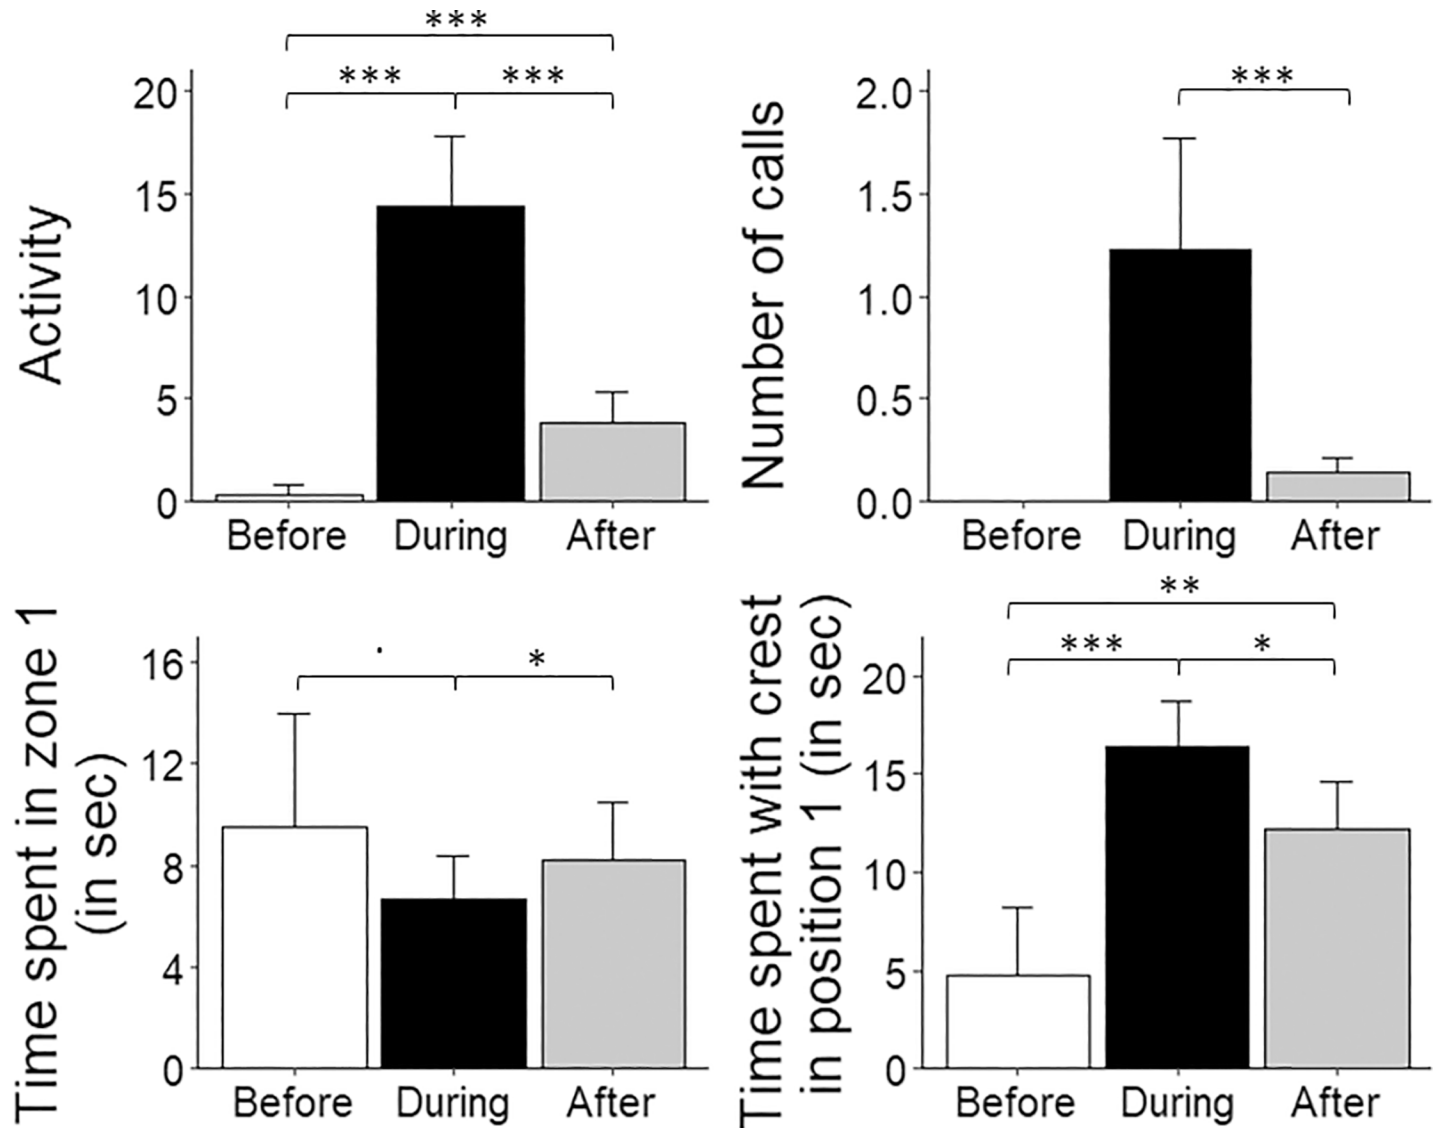 ***
*** ***
Activity
20
15
10
5
0
Before During After
***
Number of calls
2.0
1.5
1.0
0.5
0.0
Before During After
. *
Time spent in zone 1
(in sec)
16
12
8
4
0
Before During After
**
*** *
Time spent with crest
in position 1 (in sec)
20
15
10
5
0
Before During After